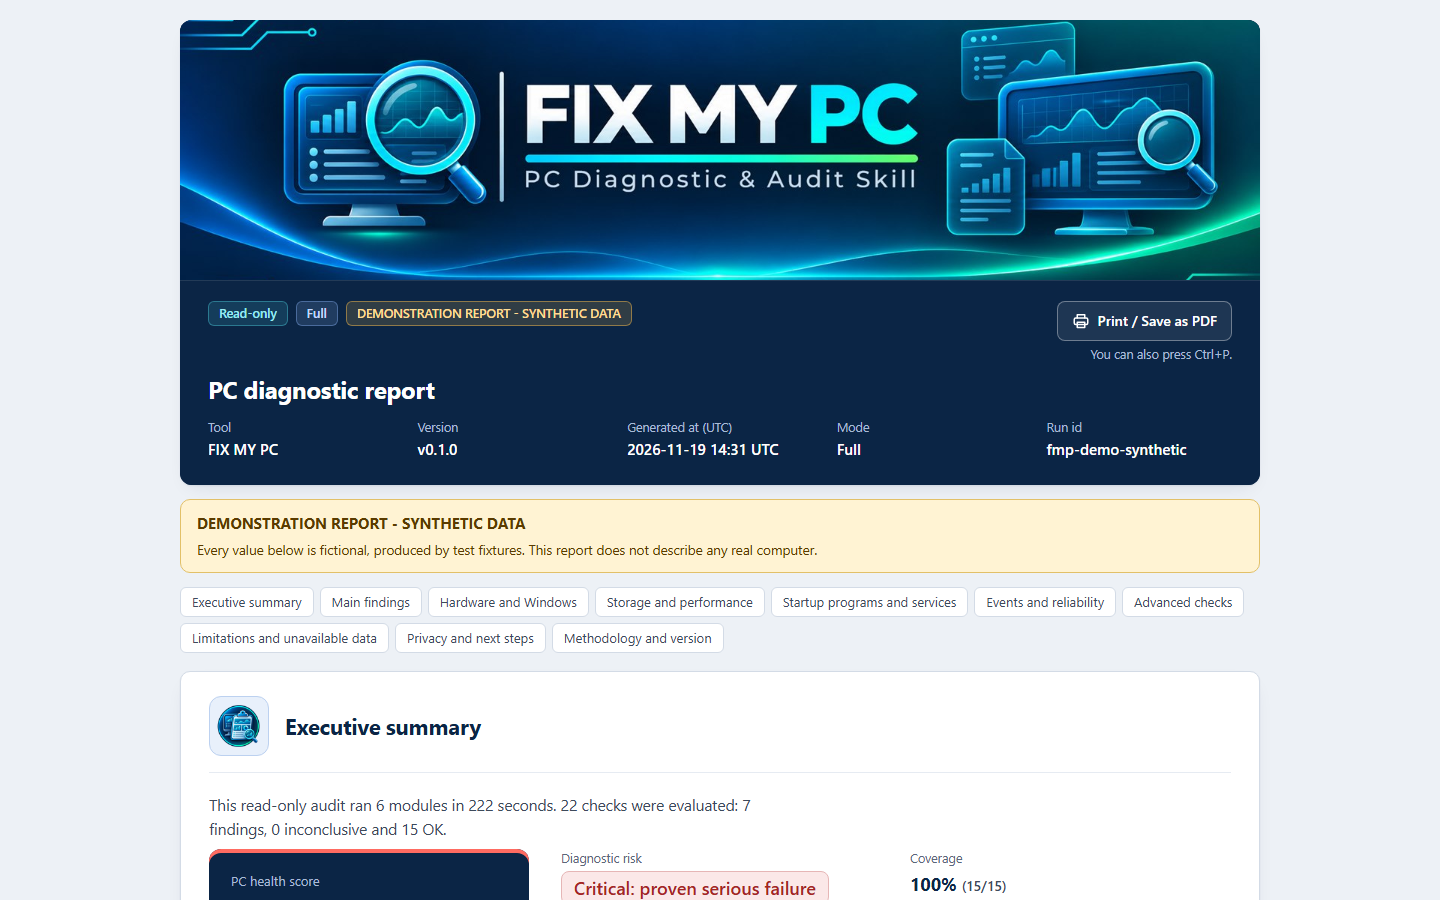 FIX MY PC
PC Diagnostic & Audit Skill
Read-only
Full
DEMONSTRATION REPORT - SYNTHETIC DATA
Print / Save as PDF
You can also press Ctrl+P.
PC diagnostic report
Tool
Version
Generated at (UTC)
Mode
Run id
FIX MY PC
v0.1.0
2026-11-19 14:31 UTC
Full
fmp-demo-synthetic
DEMONSTRATION REPORT - SYNTHETIC DATA
Every value below is fictional, produced by test fixtures. This report does not describe any real computer.
Executive summary
Main findings
Hardware and Windows
Storage and performance
Startup programs and services
Events and reliability
Advanced checks
Limitations and unavailable data
Privacy and next steps
Methodology and version
Executive summary
This read-only audit ran 6 modules in 222 seconds. 22 checks were evaluated: 7
findings, 0 inconclusive and 15 OK.
PC health score
Diagnostic risk
Critical: proven serious failure
Coverage
100% (15/15)